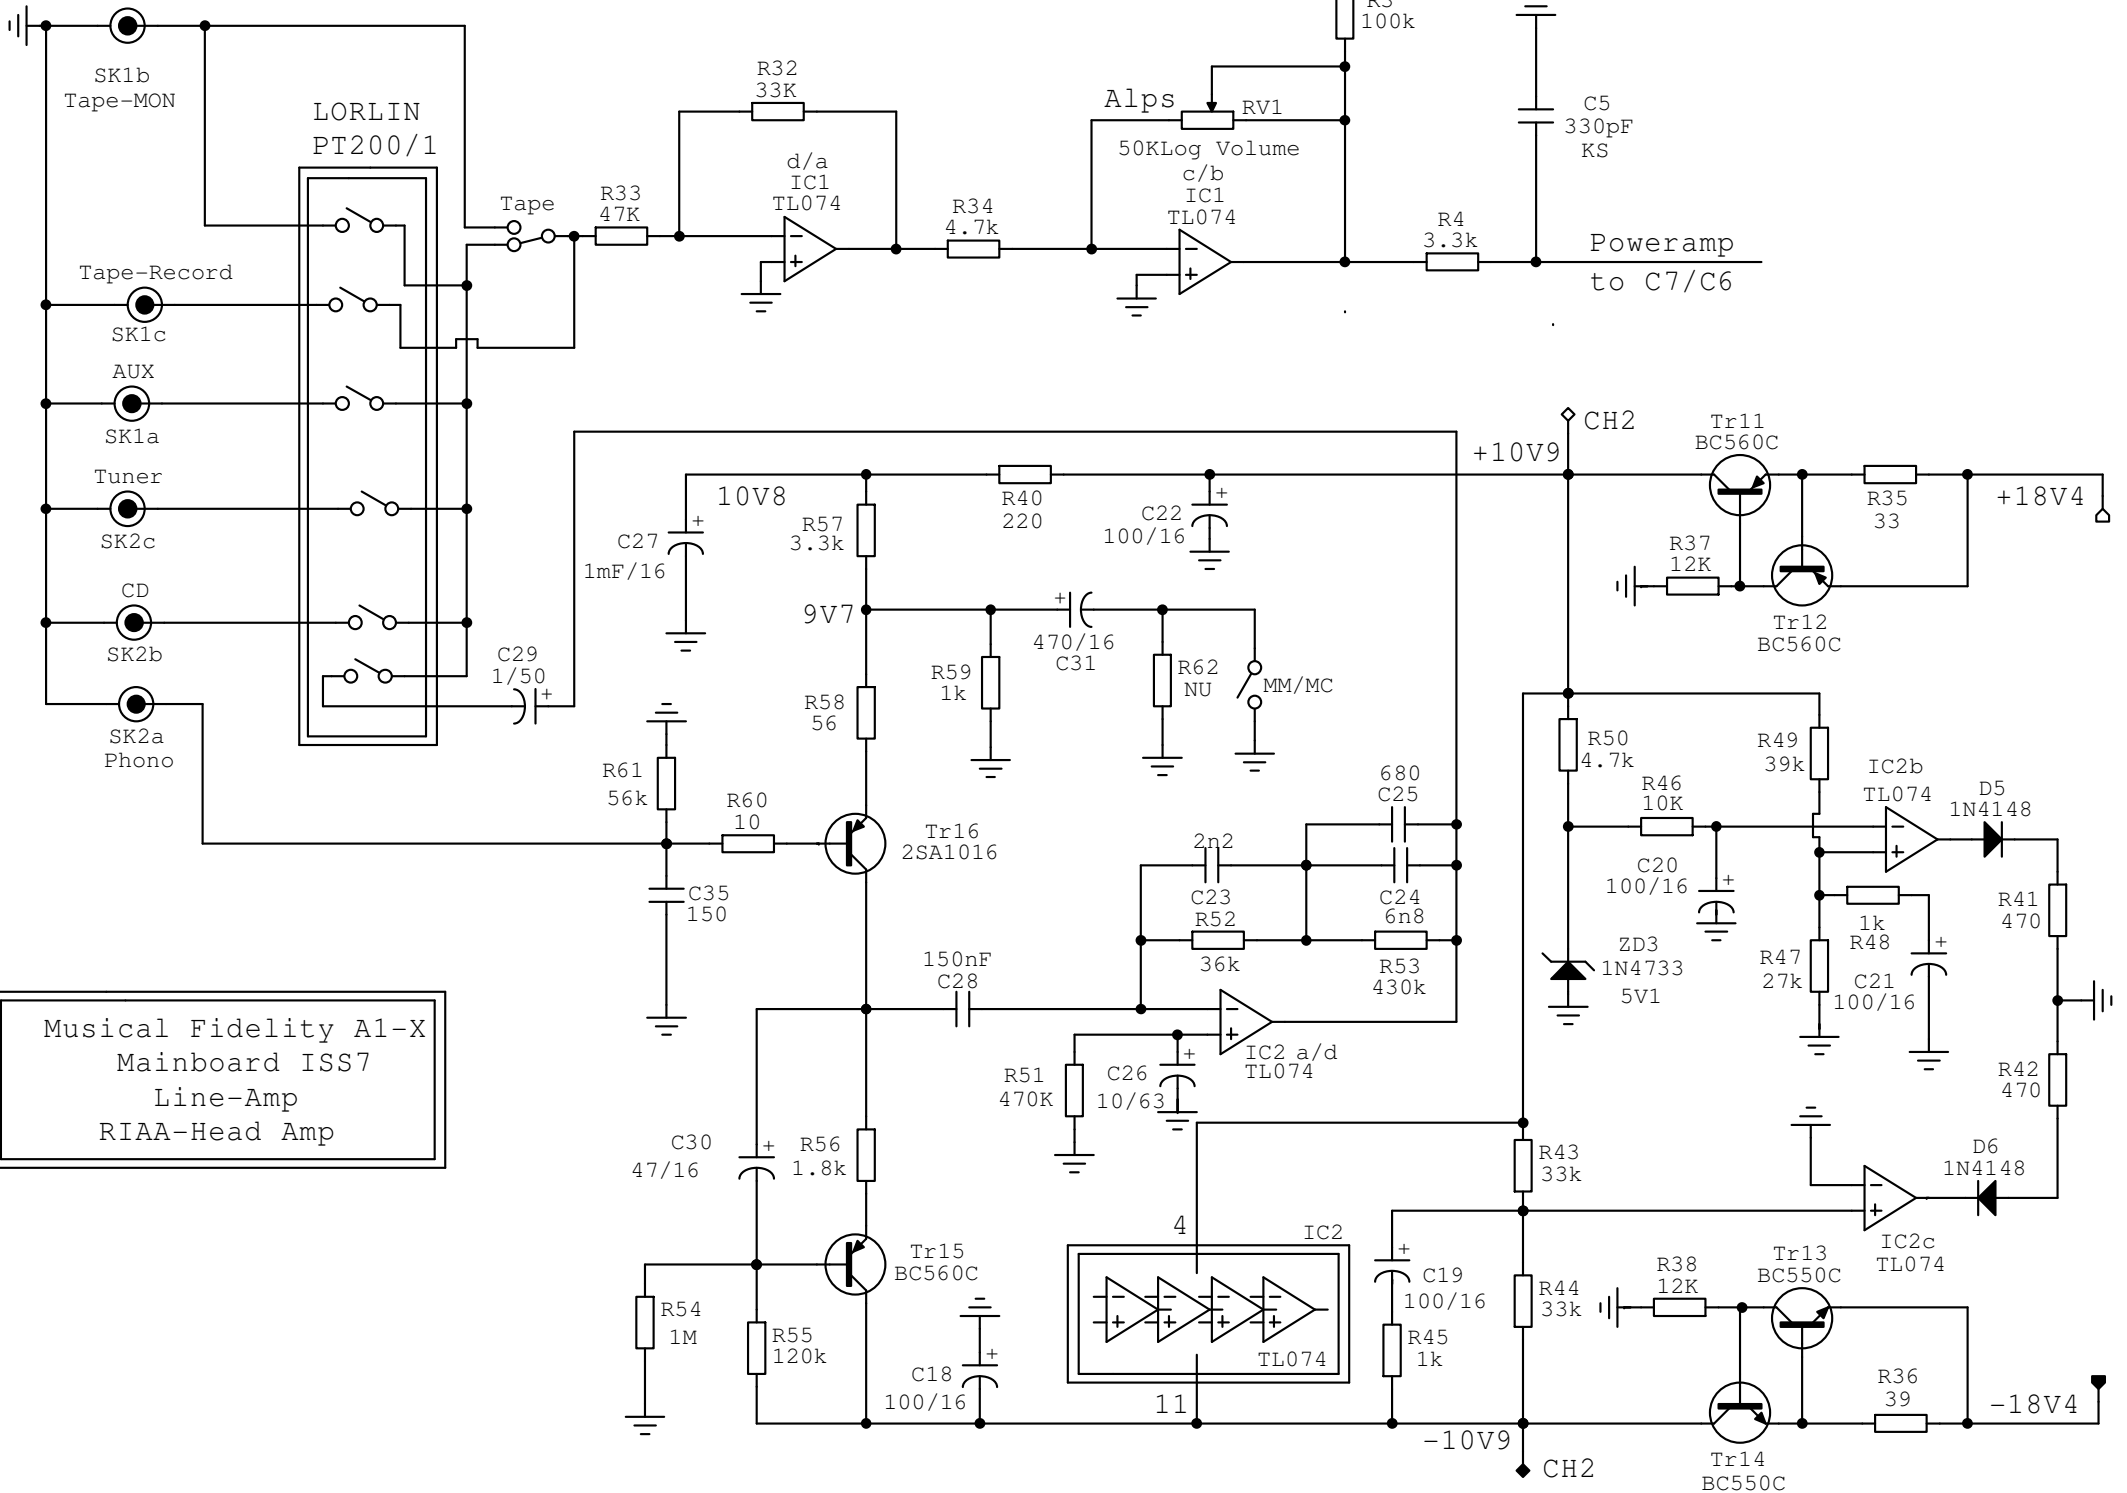 R3
100k
SK1b
Tape-MON
LORLIN
PT200/1
R32
33K
Alps
RV1
50KLog Volume
C5
330pF
KS
d/a
IC1
TL074
c/b
IC1
TL074
Tape
R33
47K
R34
4.7k
R4
3.3k
Poweramp
to C7/C6
- +
- +
Tape-Record
SK1c
AUX
SK1a
Tuner
SK2c
CD
SK2b
SK2a
Phono
C29
1/50
+
CH2
+10V9
Tr11
BC560C
R35
33
+18V4
R37
12K
Tr12
BC560C
10V8
R40
220
C22
100/16
+
C27
1mF/16
+
R57
3.3k
9V7
+
470/16
C31
R59
1k
R62
NU
MM/MC
R58
56
R61
56k
R60
10
Tr16
2SA1016
C35
150
680
C25
2n2
C23
C24
6n8
R52
36k
R53
430k
150nF
C28
- +
IC2 a/d
TL074
R51
470K
C26
10/63
+
R50
4.7k
R49
39k
R46
10K
IC2b
TL074
- +
D5
1N4148
C20
100/16
+
1k
R48
R41
470
ZD3
1N4733
5V1
R47
27k
C21
100/16
+
R42
470
Musical Fidelity A1-X
Mainboard ISS7
Line-Amp
RIAA-Head Amp
C30
47/16
+
R56
1.8k
Tr15
BC560C
R54
1M
R55
120k
C18
100/16
+
4
IC2
- + - + - + - +
TL074
11
R43
33k
C19
100/16
+
R44
33k
R45
1k
D6
1N4148
- +
IC2c
TL074
R38
12K
Tr13
BC550C
R36
39
-18V4
-10V9
CH2
Tr14
BC550C